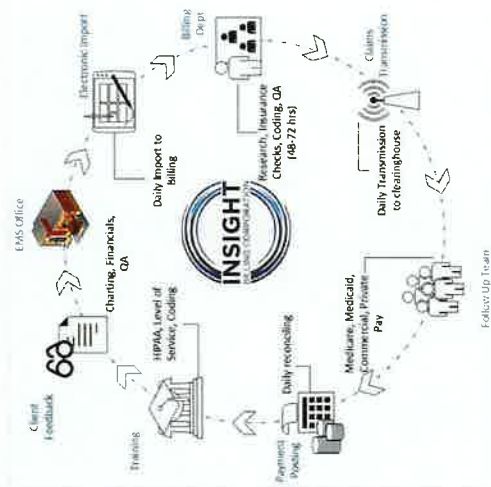 EMS Office
Charting, Financials,
QA
Electronic Import
Daily Import to
Billing
Billing
Dept
Research, Insurance
Checks, Coding, QA
(48-72 hrs)
Claims
Transmission
Daily Transmission
to clearinghouse
Follow Up Team
Medicare, Medicaid,
Commercial, Private
Pay
Payment
Posting
Daily reconciling
Training
HIPAA, Level of
Service, Coding
Client
Feedback
INSIGHT
BILLING CORPORATION